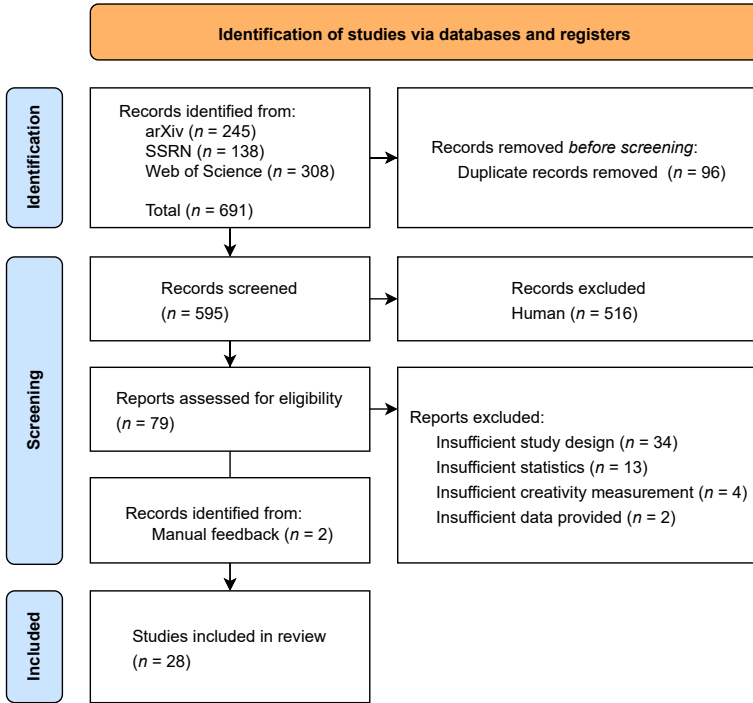 Identification of studies via databases and registers
Identification
Records identified from:
arXiv (n = 245)
SSRN (n = 138)
Web of Science (n = 308)
Total (n = 691)
Records removed before screening:
Duplicate records removed (n = 96)
Screening
Records screened
(n = 595)
Records excluded
Human (n = 516)
Reports assessed for eligibility
(n = 79)
Reports excluded:
Insufficient study design (n = 34)
Insufficient statistics (n = 13)
Insufficient creativity measurement (n = 4)
Insufficient data provided (n = 2)
Records identified from:
Manual feedback (n = 2)
Included
Studies included in review
(n = 28)